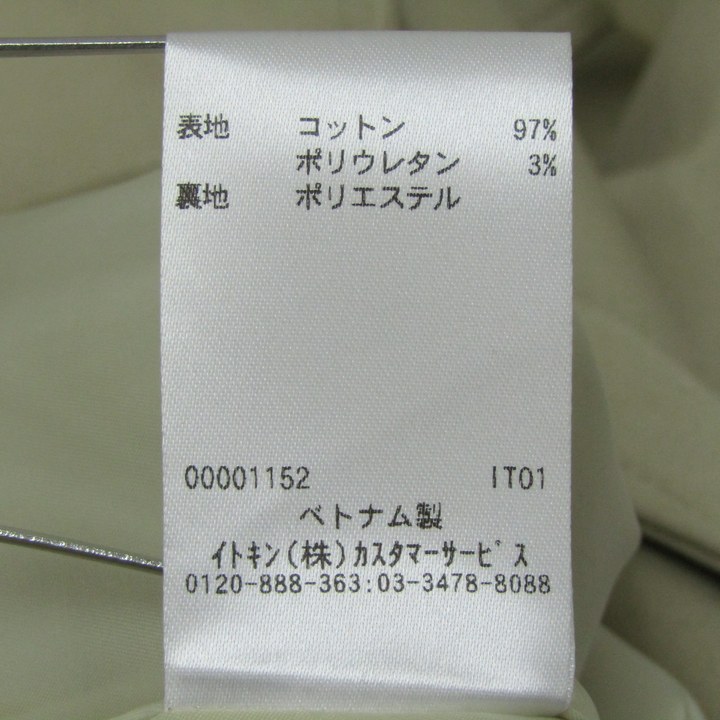 表地 コットン 97%
ポリウレタン 3%
裏地 ポリエステル
00001152 IT01
ベトナム製
イトキン(株)カスタマーサービス
0120-888-363:03-3478-8088